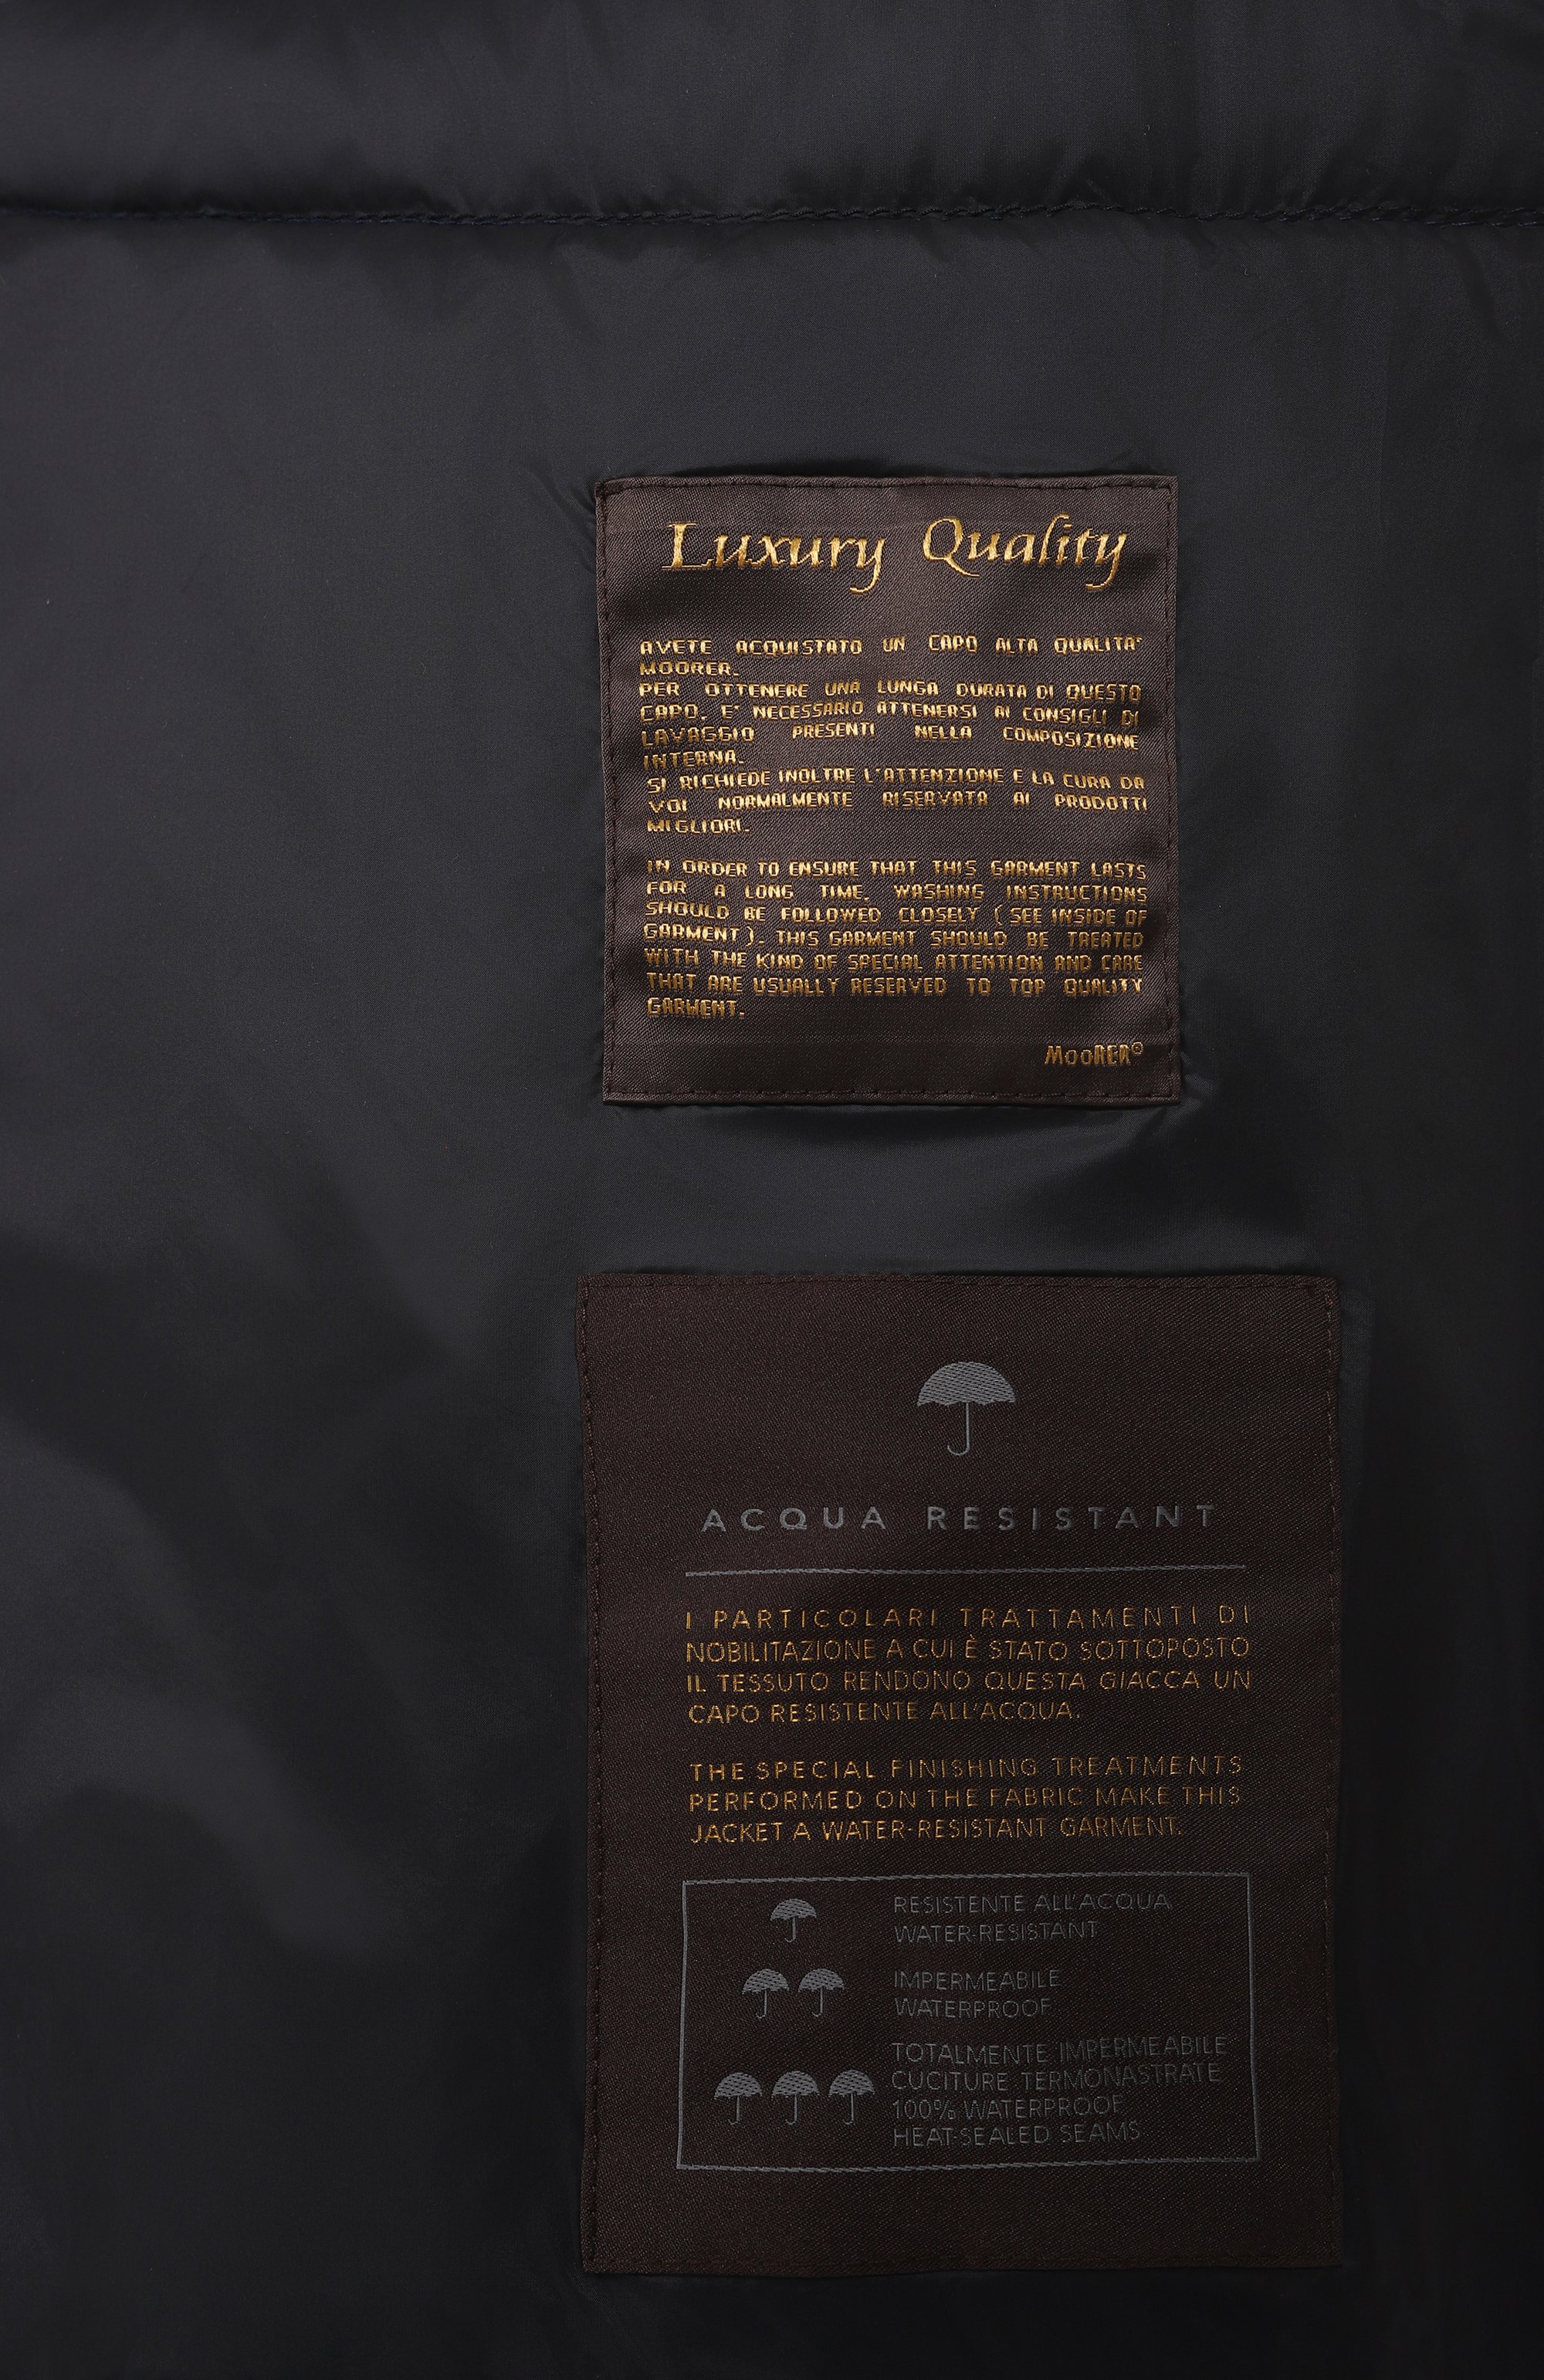 Luxury Quality
AVETE ACQUISTATO UN CAPO ALTA QUALITA'
MOORER.
PER OTTENERE UNA LUNGA DURATA DI QUESTO
CAPO, E' NECESSARIO ATTENERSI AI CONSIGLI DI
LAVAGGIO PRESENTI NELLA COMPOSIZIONE
INTERNA.
SI RICHIEDE INOLTRE L'ATTENZIONE E LA CURA DA
VOI NORMALMENTE RISERVATA AI PRODOTTI
MIGLIORI.
IN ORDER TO ENSURE THAT THIS GARMENT LASTS
FOR A LONG TIME, WASHING INSTRUCTIONS
SHOULD BE FOLLOWED CLOSELY (SEE INSIDE OF
GARMENT). THIS GARMENT SHOULD BE TREATED
WITH THE KIND OF SPECIAL ATTENTION AND CARE
THAT ARE USUALLY RESERVED TO TOP QUALITY
GARMENT.
MooRER©
ACQUA RESISTANT
I PARTICOLARI TRATTAMENTI DI
NOBILITAZIONE A CUI È STATO SOTTOPOSTO
IL TESSUTO RENDONO QUESTA GIACCA UN
CAPO RESISTENTE ALL'ACQUA.
THE SPECIAL FINISHING TREATMENTS
PERFORMED ON THE FABRIC MAKE THIS
JACKET A WATER-RESISTANT GARMENT.
RESISTENTE ALL'ACQUA
WATER-RESISTANT
IMPERMEABILE
WATERPROOF
TOTALMENTE IMPERMEABILE
CUCITURE TERMONASTRATE
100% WATERPROOF
HEAT-SEALED SEAMS